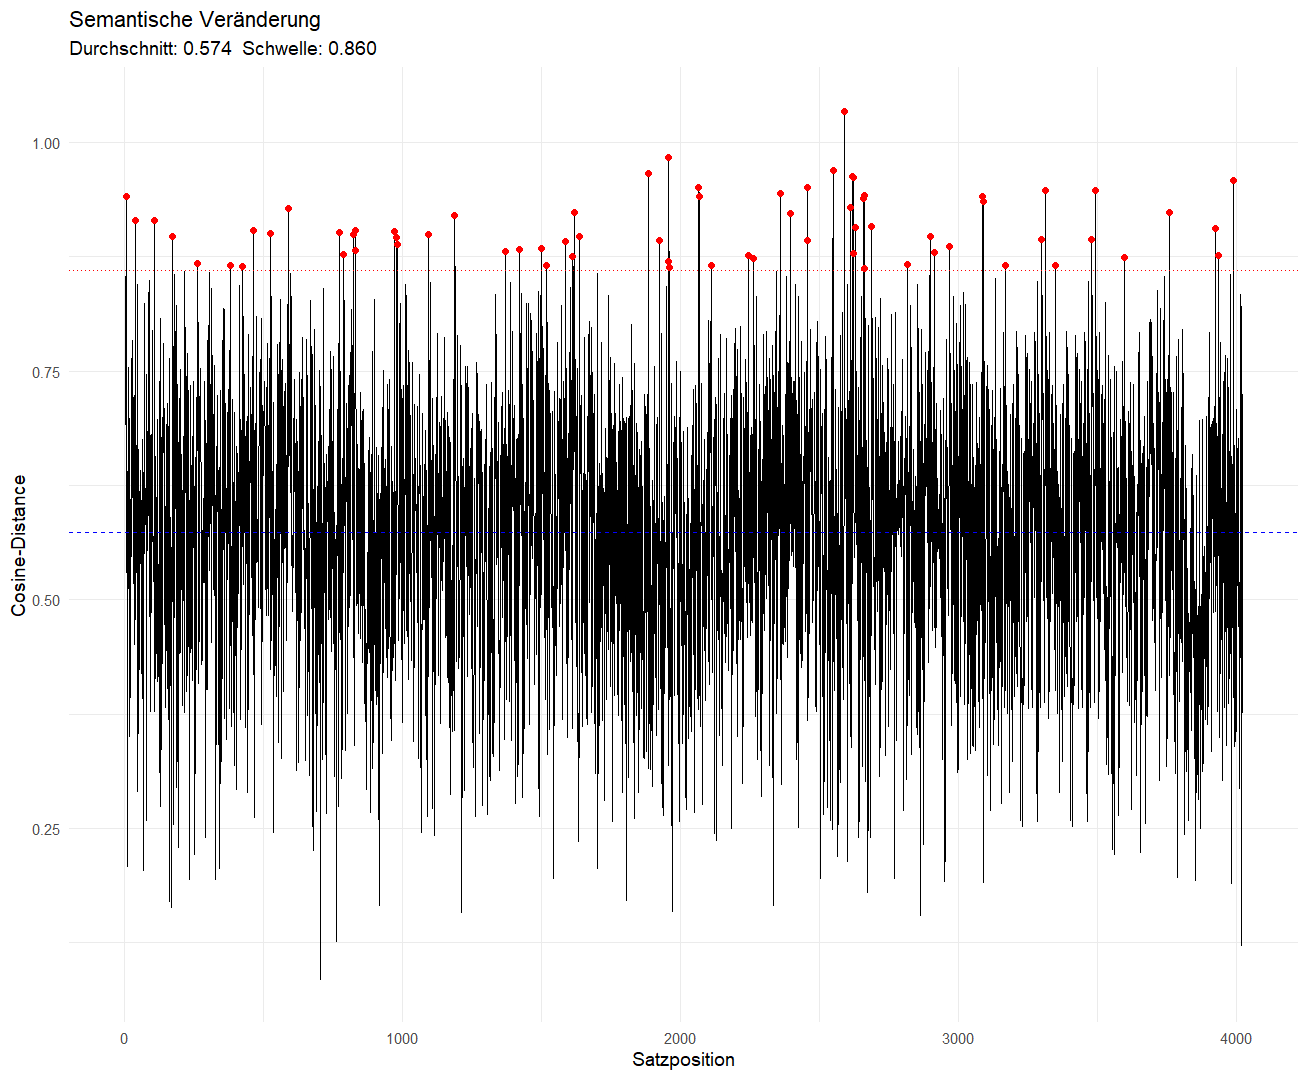 Semantische Veränderung
Durchschnitt: 0.574 Schwelle: 0.860
1.00
0.75
0.50
0.25
Cosine-Distance
0 1000 2000 3000 4000
Satzposition